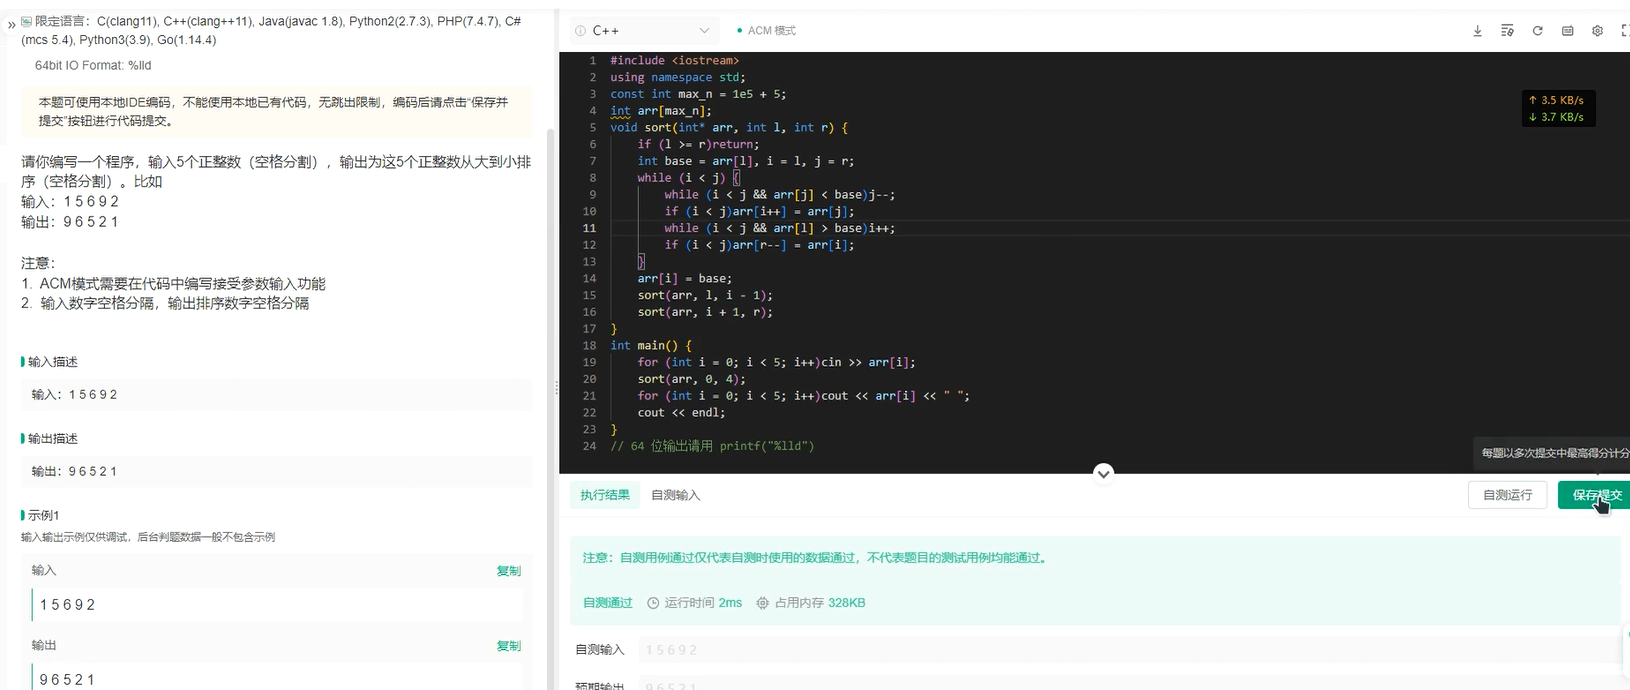 限定语言：C(clang11), C++(clang++11), Java(javac 1.8), Python2(2.7.3), PHP(7.4.7), C#
(mcs 5.4), Python3(3.9), Go(1.14.4)
64bit IO Format: %lld
本题可使用本地IDE编码，不能使用本地已有代码，无跳出限制，编码后请点击“保存并
提交”按钮进行代码提交。
请你编写一个程序，输入5个正整数（空格分割），输出为这5个正整数从大到小排
序（空格分割）。比如
输入：1 5 6 9 2
输出：9 6 5 2 1
注意：
1. ACM模式需要在代码中编写接受参数输入功能
2. 输入数字空格分隔，输出排序数字空格分隔
输入描述
输入：1 5 6 9 2
输出描述
输出：9 6 5 2 1
示例1
输入输出示例仅供调试，后台判题数据一般不包含示例
输入 复制
1 5 6 9 2
输出 复制
9 6 5 2 1
C++ ACM 模式
1 #include <iostream>
2 using namespace std;
3 const int max_n = 1e5 + 5;
4 int arr[max_n];
5 void sort(int* arr, int l, int r) {
6 if (l >= r)return;
7 int base = arr[l], i = l, j = r;
8 while (i < j) {
9 while (i < j && arr[j] < base)j--;
10 if (i < j)arr[i++] = arr[j];
11 while (i < j && arr[l] > base)i++;
12 if (i < j)arr[r--] = arr[i];
13 }
14 arr[i] = base;
15 sort(arr, l, i - 1);
16 sort(arr, i + 1, r);
17 }
18 int main() {
19 for (int i = 0; i < 5; i++)cin >> arr[i];
20 sort(arr, 0, 4);
21 for (int i = 0; i < 5; i++)cout << arr[i] << " ";
22 cout << endl;
23 }
24 // 64 位输出请用 printf("%lld")
↑ 3.5 KB/s
↓ 3.7 KB/s
每题以多次提交中最高得分计分
执行结果 自测输入 自测运行 保存提交
注意：自测用例通过仅代表自测时使用的数据通过，不代表题目的测试用例均能通过。
自测通过 运行时间 2ms 占用内存 328KB
自测输入 1 5 6 9 2
预期输出 9 6 5 2 1